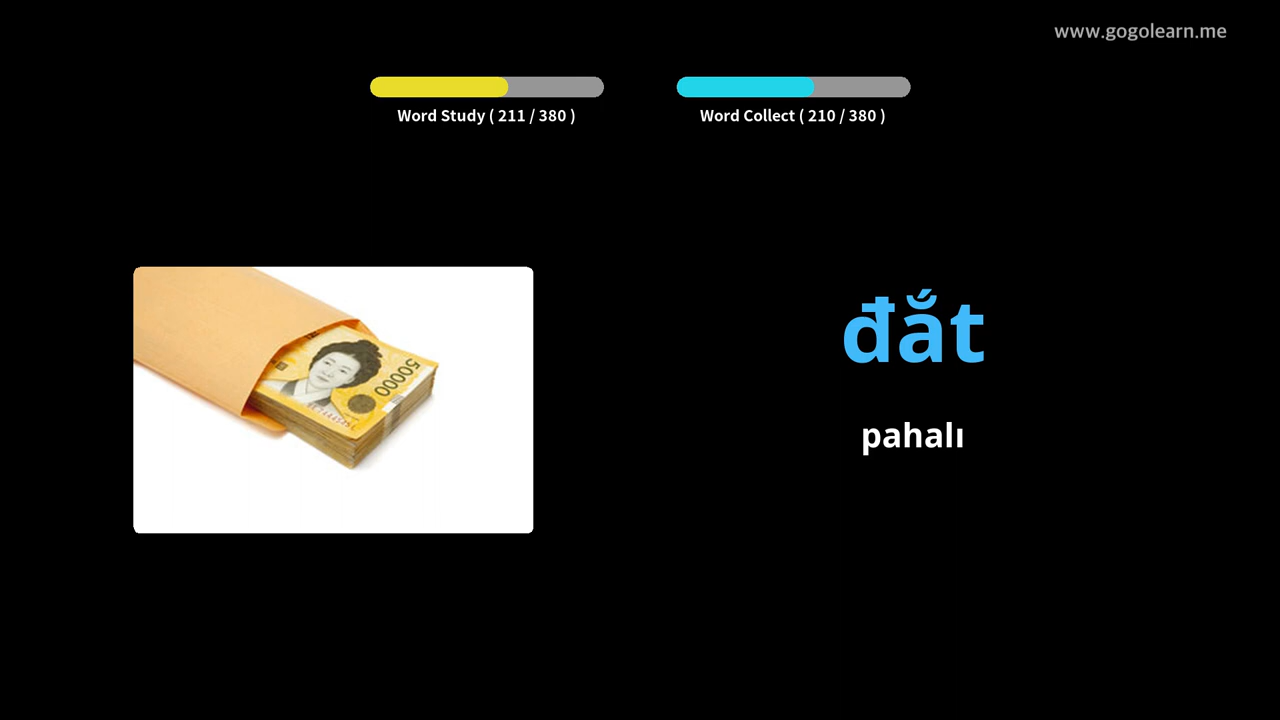 www.gogolearn.me
Word Study ( 211 / 380 )
Word Collect ( 210 / 380 )
50000
đắt
pahalı